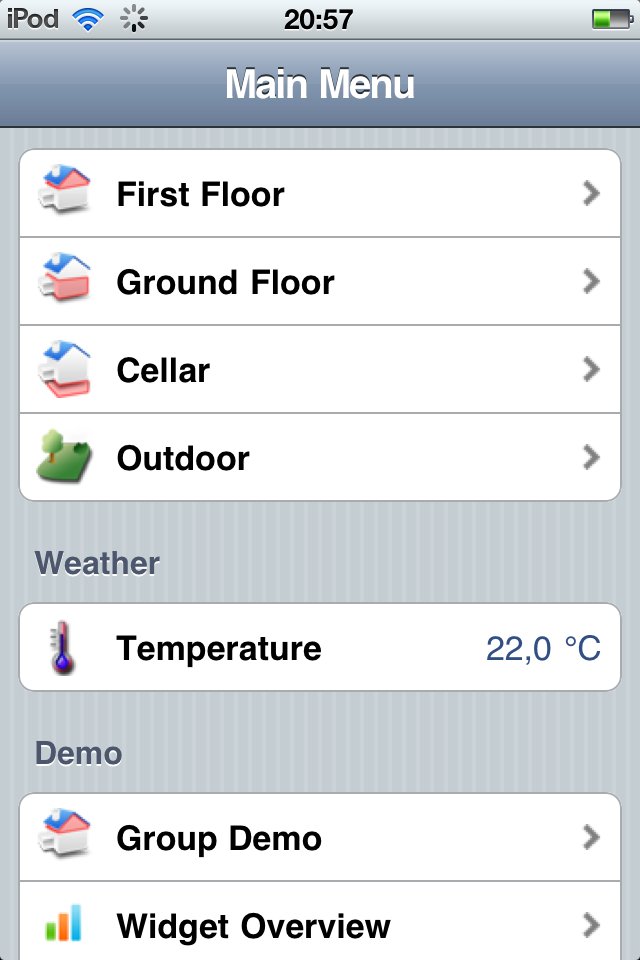 iPod 20:57
Main Menu
First Floor
Ground Floor
Cellar
Outdoor
Weather
Temperature 22,0 °C
Demo
Group Demo
Widget Overview